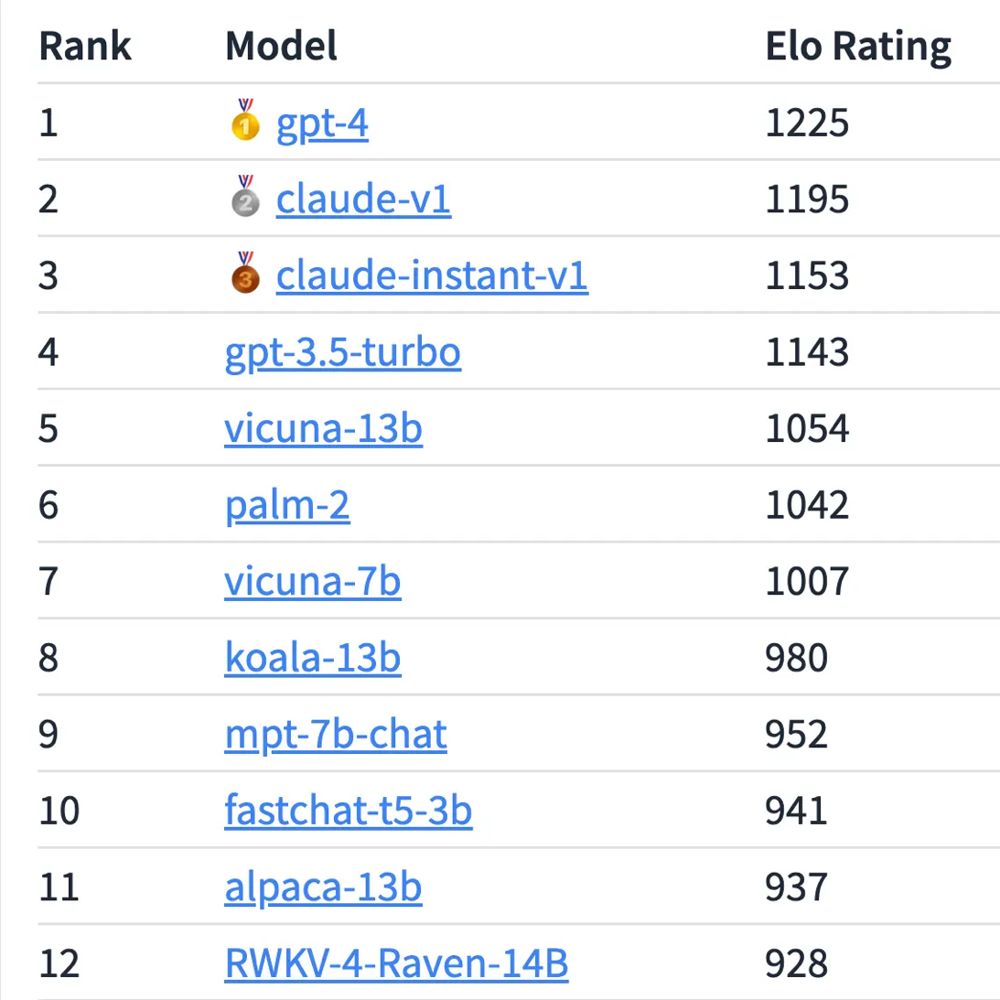 Rank Model Elo Rating
1 🥇 gpt-4 1225
2 🥈 claude-v1 1195
3 🥉 claude-instant-v1 1153
4 gpt-3.5-turbo 1143
5 vicuna-13b 1054
6 palm-2 1042
7 vicuna-7b 1007
8 koala-13b 980
9 mpt-7b-chat 952
10 fastchat-t5-3b 941
11 alpaca-13b 937
12 RWKV-4-Raven-14B 928